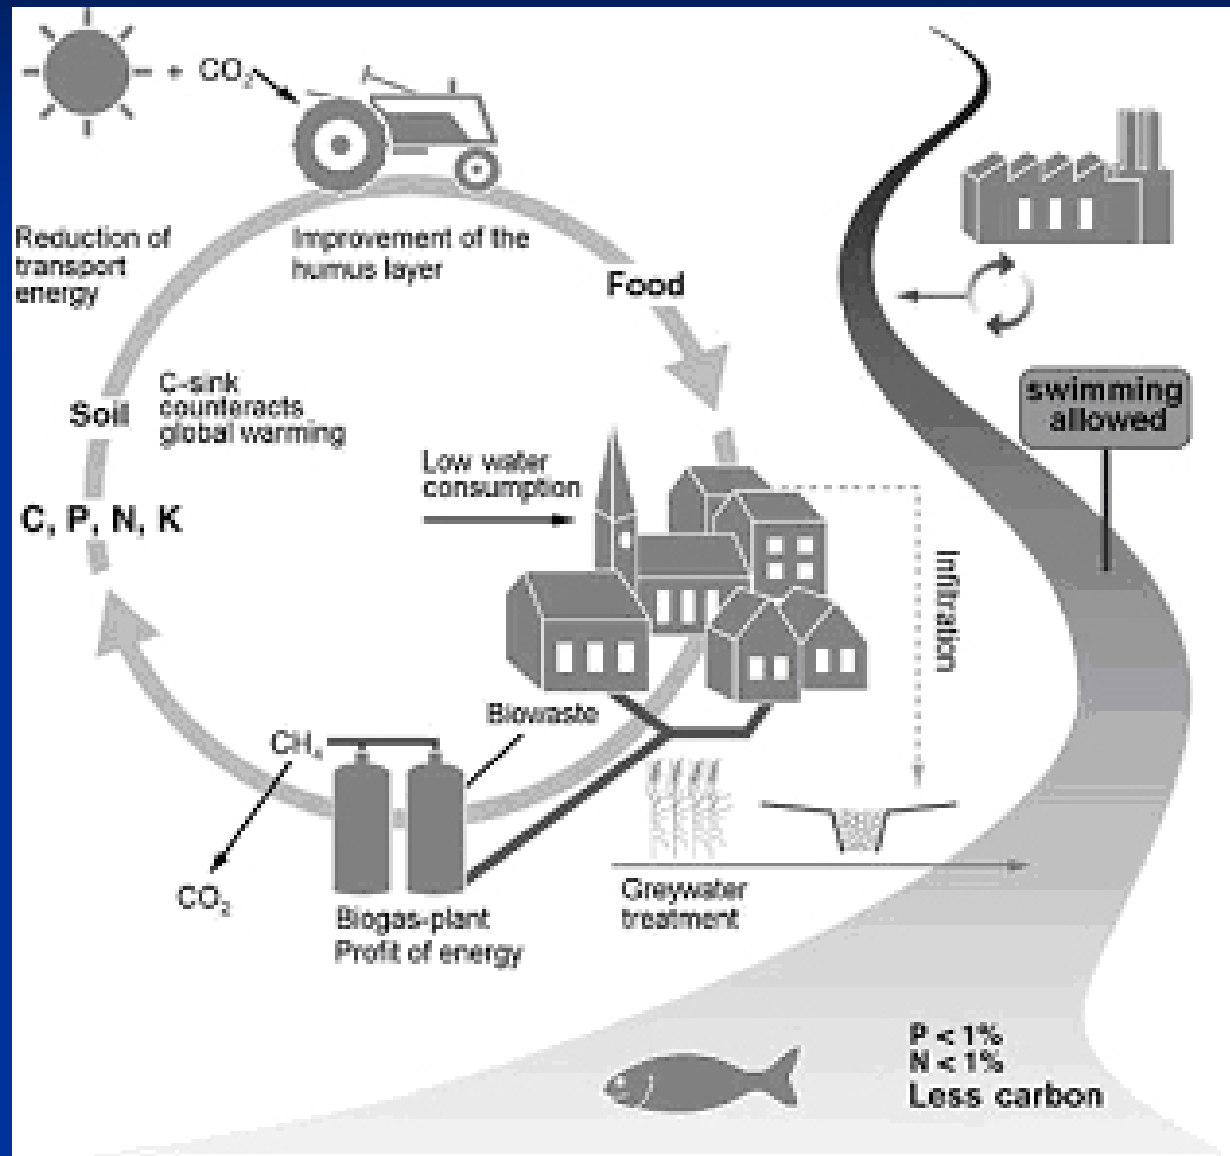 + CO₂
Reduction of
transport
energy
Improvement of the
humus layer
Food
swimming
allowed
Soil
C-sink
counteracts
global warming
Low water
consumption
C, P, N, K
Infiltration
Biowaste
CH₄
CO₂
Biogas-plant
Profit of energy
Greywater
treatment
P < 1%
N < 1%
Less carbon